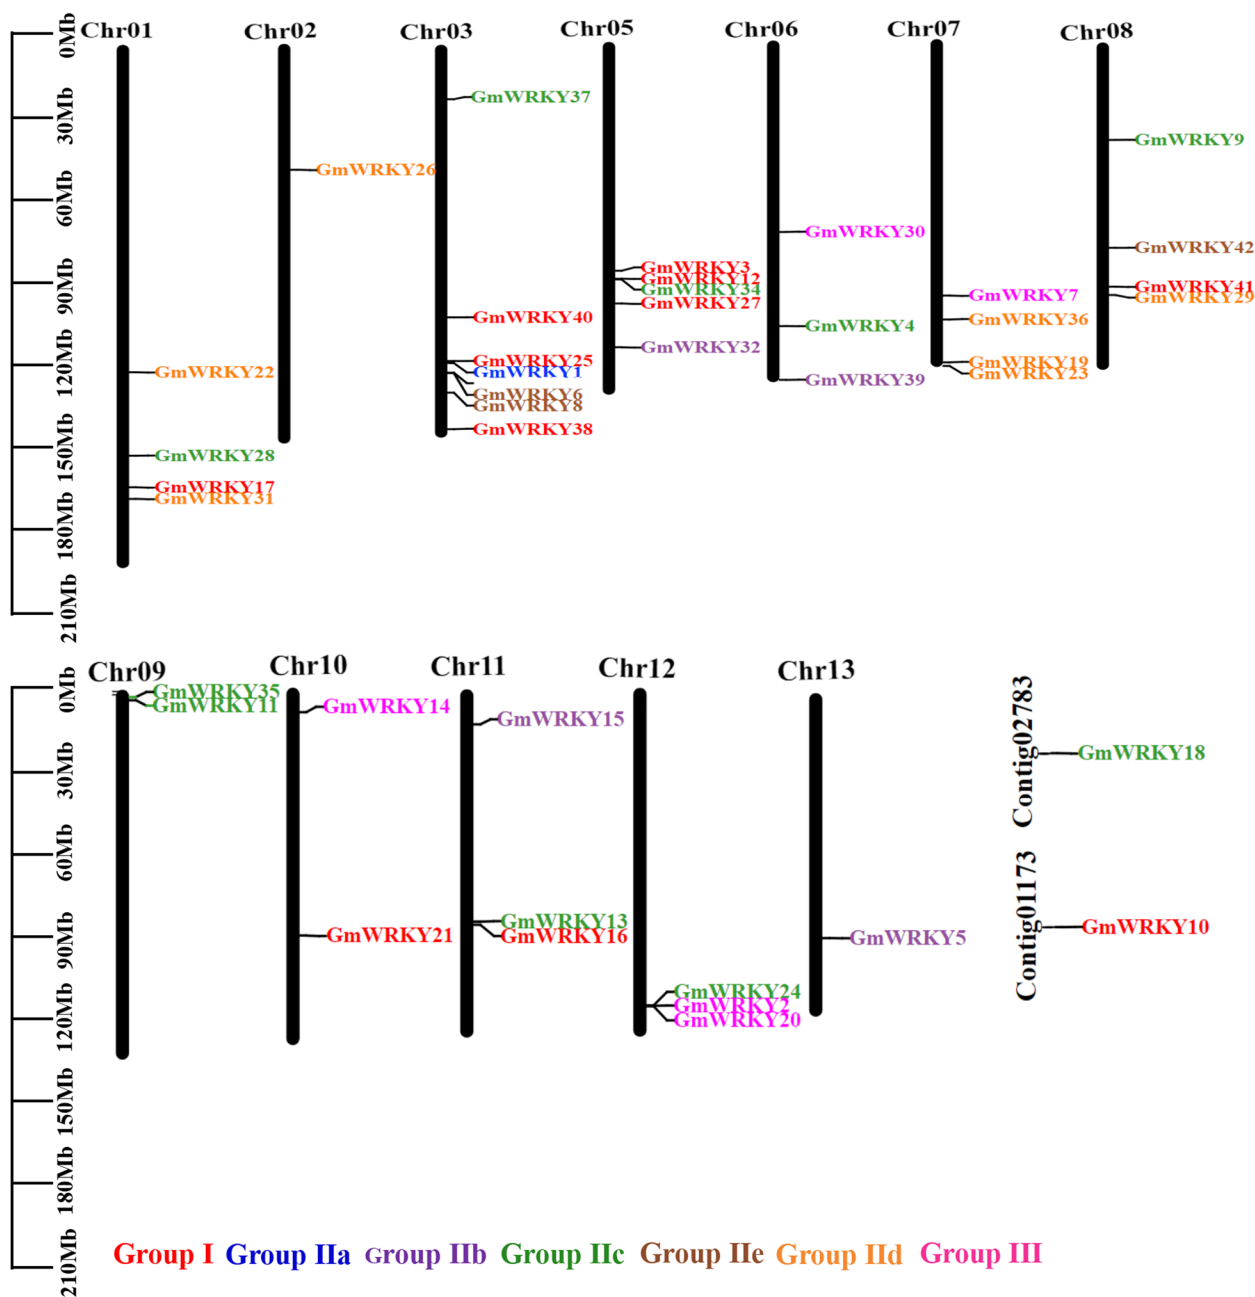 Chr01 Chr02 Chr03 Chr05 Chr06 Chr07 Chr08
0Mb
30Mb
60Mb
90Mb
120Mb
150Mb
180Mb
210Mb
GmWRKY22
GmWRKY28
GmWRKY17
GmWRKY31
GmWRKY26
GmWRKY37
GmWRKY40
GmWRKY25
GmWRKY1
GmWRKY6
GmWRKY8
GmWRKY38
GmWRKY3
GmWRKY12
GmWRKY34
GmWRKY27
GmWRKY32
GmWRKY30
GmWRKY4
GmWRKY39
GmWRKY7
GmWRKY36
GmWRKY19
GmWRKY23
GmWRKY9
GmWRKY42
GmWRKY41
GmWRKY29
Chr09 Chr10 Chr11 Chr12 Chr13
0Mb
30Mb
60Mb
90Mb
120Mb
150Mb
180Mb
210Mb
GmWRKY35
GmWRKY11
GmWRKY14
GmWRKY21
GmWRKY15
GmWRKY13
GmWRKY16
GmWRKY24
GmWRKY2
GmWRKY20
GmWRKY5
Contig02783
GmWRKY18
Contig01173
GmWRKY10
Group I Group IIa Group IIb Group IIc Group IIe Group IId Group III